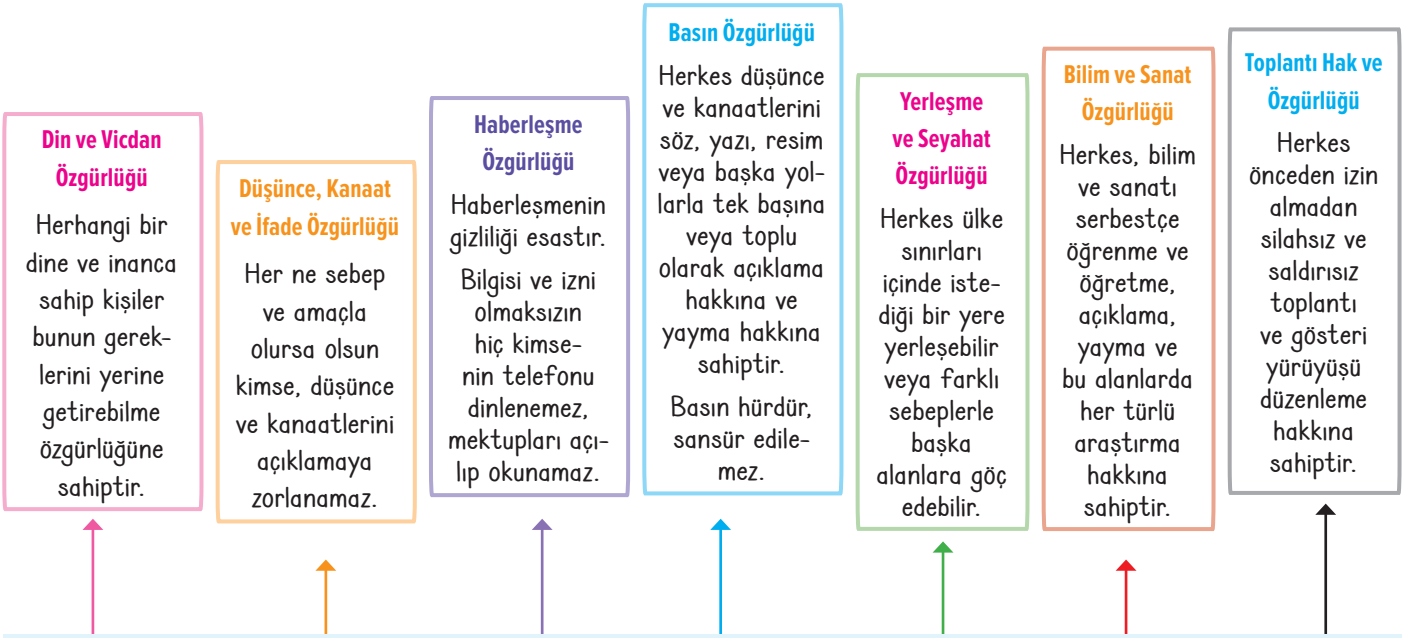 Din ve Vicdan
Özgürlüğü
Herhangi bir
dine ve inanca
sahip kişiler
bunun gerek-
lerini yerine
getirebilme
özgürlüğüne
sahiptir.
Düşünce, Kanaat
ve İfade Özgürlüğü
Her ne sebep
ve amaçla
olursa olsun
kimse, düşünce
ve kanaatlerini
açıklamaya
zorlanamaz.
Haberleşme
Özgürlüğü
Haberleşmenin
gizliliği esastır.
Bilgisi ve izni
olmaksızın
hiç kimse-
nin telefonu
dinlenemez,
mektupları açı-
lıp okunamaz.
Basın Özgürlüğü
Herkes düşünce
ve kanaatlerini
söz, yazı, resim
veya başka yol-
larla tek başına
veya toplu
olarak açıklama
hakkına ve
yayma hakkına
sahiptir.
Basın hürdür,
sansür edile-
mez.
Yerleşme
ve Seyahat
Özgürlüğü
Herkes ülke
sınırları
içinde iste-
diği bir yere
yerleşebilir
veya farklı
sebeplerle
başka
alanlara göç
edebilir.
Bilim ve Sanat
Özgürlüğü
Herkes, bilim
ve sanatı
serbestçe
öğrenme ve
öğretme,
açıklama,
yayma ve
bu alanlarda
her türlü
araştırma
hakkına
sahiptir.
Toplantı Hak ve
Özgürlüğü
Herkes
önceden izin
almadan
silahsız ve
saldırısız
toplantı
ve gösteri
yürüyüşü
düzenleme
hakkına
sahiptir.